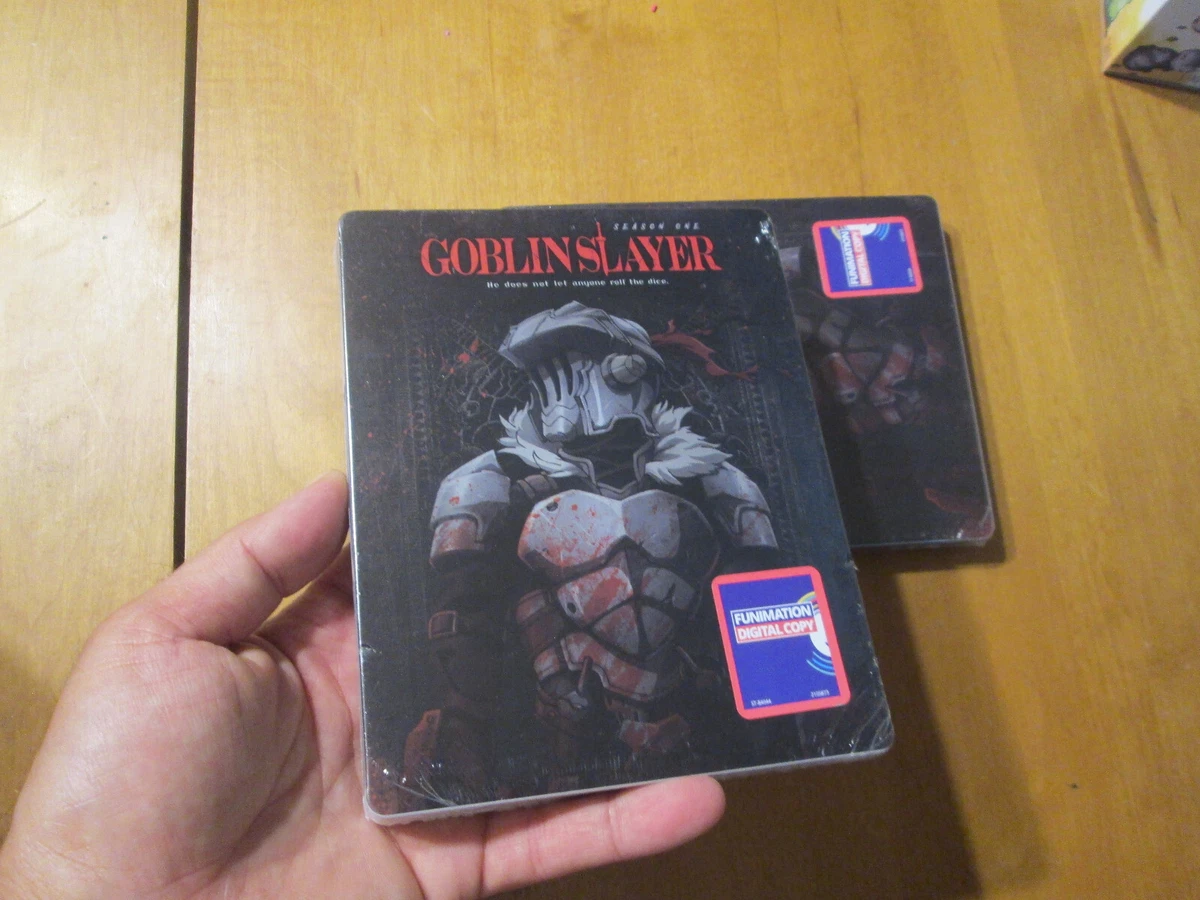 SEASON ONE
GOBLIN SLAYER
He does not let anyone roll the dice.
FUNIMATION
DIGITAL COPY
FUNIMATION
DIGITAL COPY